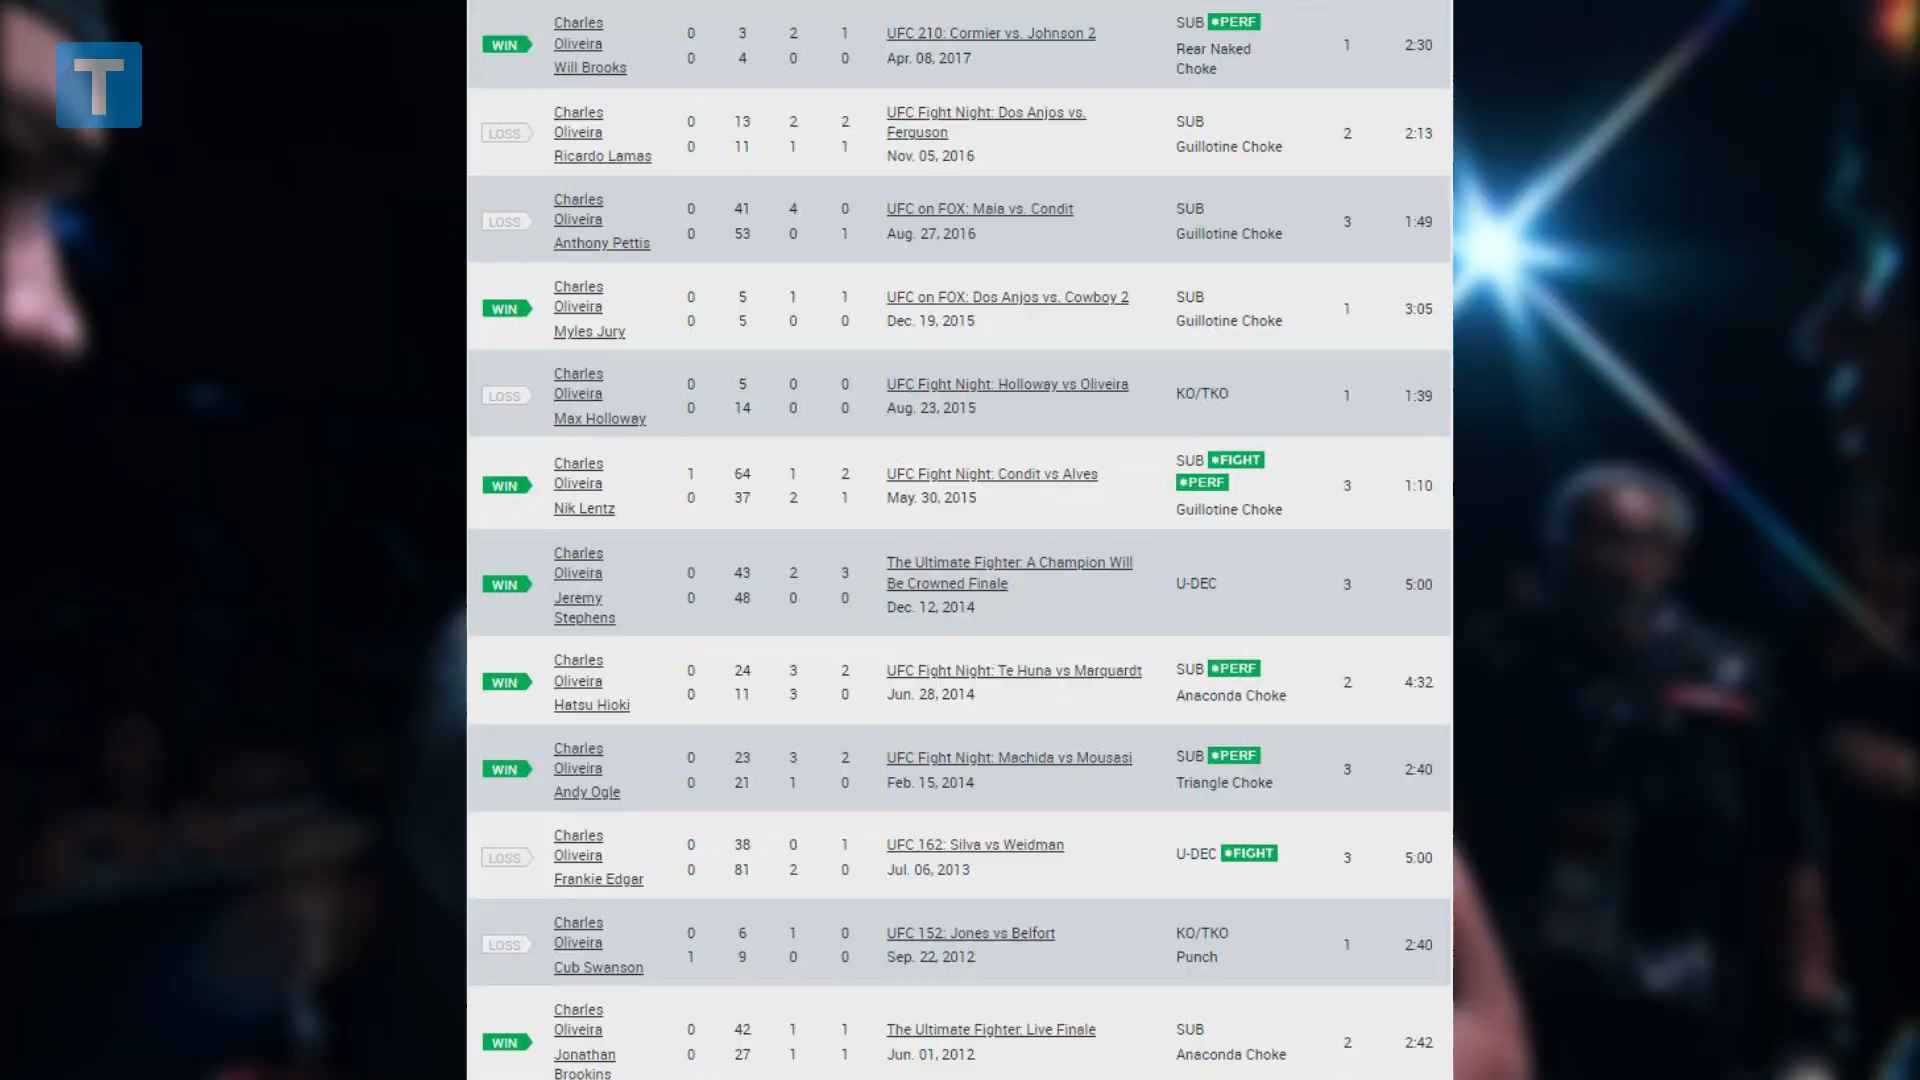 T
WIN
Charles
Oliveira
Will Brooks
0 3 2 1
0 4 0 0
UFC 210: Cormier vs. Johnson 2
Apr. 08, 2017
SUB *PERF
Rear Naked
Choke
1
2:30
LOSS
Charles
Oliveira
Ricardo Lamas
0 13 2 2
0 11 1 1
UFC Fight Night: Dos Anjos vs.
Ferguson
Nov. 05, 2016
SUB
Guillotine Choke
2
2:13
LOSS
Charles
Oliveira
Anthony Pettis
0 41 4 0
0 53 0 1
UFC on FOX: Maia vs. Condit
Aug. 27, 2016
SUB
Guillotine Choke
3
1:49
WIN
Charles
Oliveira
Myles Jury
0 5 1 1
0 5 0 0
UFC on FOX: Dos Anjos vs. Cowboy 2
Dec. 19, 2015
SUB
Guillotine Choke
1
3:05
LOSS
Charles
Oliveira
Max Holloway
0 5 0 0
0 14 0 0
UFC Fight Night: Holloway vs Oliveira
Aug. 23, 2015
KO/TKO
1
1:39
WIN
Charles
Oliveira
Nik Lentz
1 64 1 2
0 37 2 1
UFC Fight Night: Condit vs Alves
May. 30, 2015
SUB *FIGHT
*PERF
Guillotine Choke
3
1:10
WIN
Charles
Oliveira
Jeremy
Stephens
0 43 2 3
0 48 0 0
The Ultimate Fighter: A Champion Will
Be Crowned Finale
Dec. 12, 2014
U-DEC
3
5:00
WIN
Charles
Oliveira
Hatsu Hioki
0 24 3 2
0 11 3 0
UFC Fight Night: Te Huna vs Marquardt
Jun. 28, 2014
SUB *PERF
Anaconda Choke
2
4:32
WIN
Charles
Oliveira
Andy Ogle
0 23 3 2
0 21 1 0
UFC Fight Night: Machida vs Mousasi
Feb. 15, 2014
SUB *PERF
Triangle Choke
3
2:40
LOSS
Charles
Oliveira
Frankie Edgar
0 38 0 1
0 81 2 0
UFC 162: Silva vs Weidman
Jul. 06, 2013
U-DEC *FIGHT
3
5:00
LOSS
Charles
Oliveira
Cub Swanson
0 6 1 0
1 9 0 0
UFC 152: Jones vs Belfort
Sep. 22, 2012
KO/TKO
Punch
1
2:40
WIN
Charles
Oliveira
Jonathan
Brookins
0 42 1 1
0 27 1 1
The Ultimate Fighter: Live Finale
Jun. 01, 2012
SUB
Anaconda Choke
2
2:42